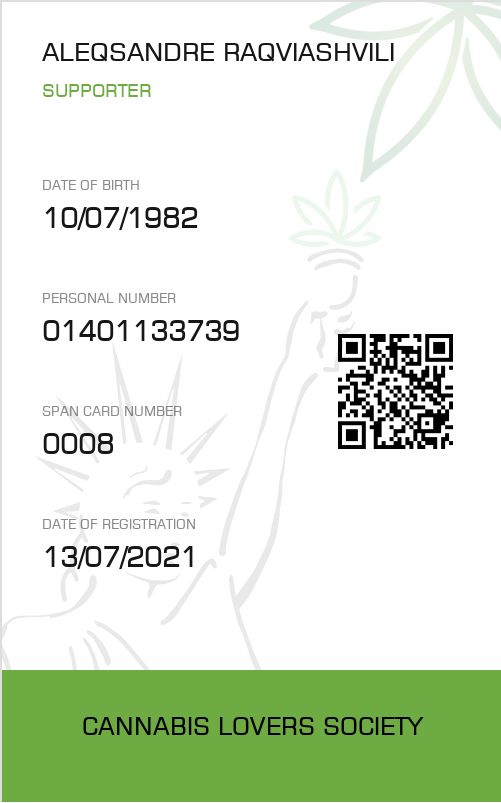 ALEQSANDRE RAQVIASHVILI
SUPPORTER
DATE OF BIRTH
10/07/1982
PERSONAL NUMBER
01401133739
SPAN CARD NUMBER
0008
DATE OF REGISTRATION
13/07/2021
CANNABIS LOVERS SOCIETY